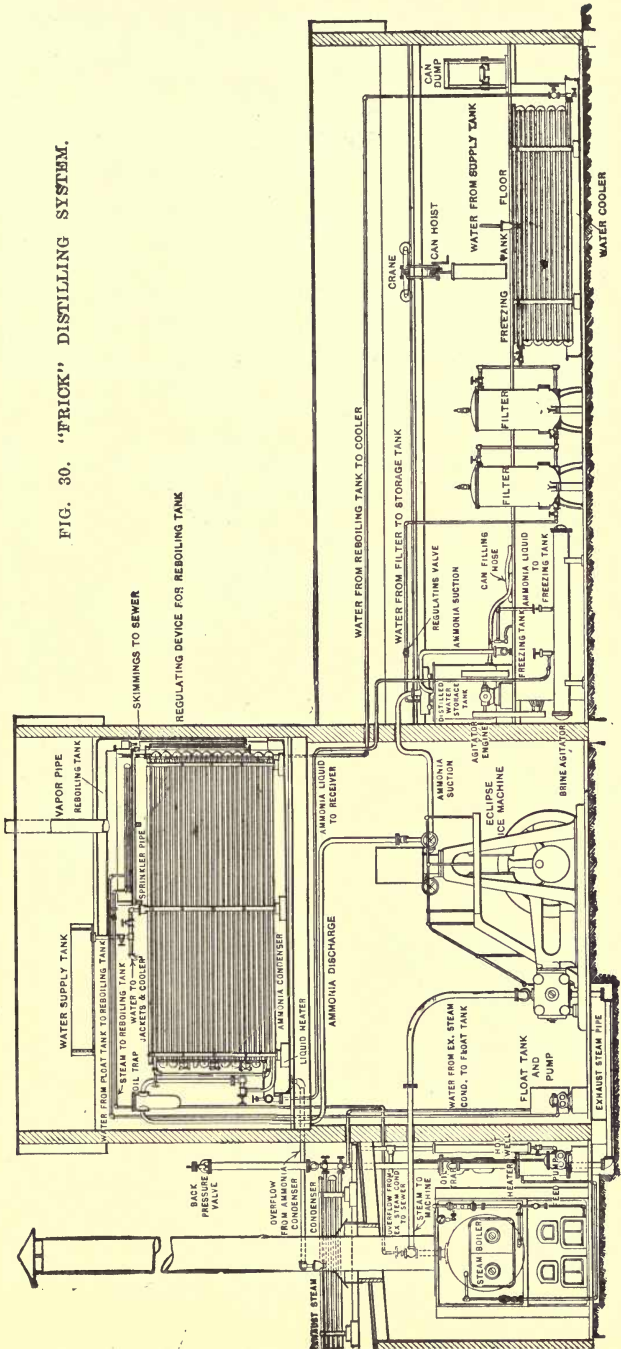 FIG. 30. "FRICK" DISTILLING SYSTEM.
WATER SUPPLY TANK
VAPOR PIPE
REBOILING TANK
SKIMMINGS TO SEWER
REGULATING DEVICE FOR REBOILING TANK
WATER FROM FLOAT TANK TO REBOILING TANK
STEAM TO REBOILING TANK
OIL TRAP
WATER TO
JACKETS & COOLER
SPRINKLER PIPE
AMMONIA CONDENSER
LIQUID HEATER
BACK
PRESSURE
VALVE
OVERFLOW
FROM AMMONIA
CONDENSER
CONDENSER
STEAM
OVERFLOW FROM
EX. STEAM COND
TO SEWER
STEAM TO
MACHINE
STEAM BOILER
OIL
TRAP
HOT
WELL
HEATER
FEED PUMP
AMMONIA DISCHARGE
AMMONIA LIQUID
TO RECEIVER
WATER FROM EX. STEAM
COND. TO FLOAT TANK
FLOAT TANK
AND
PUMP
EXHAUST STEAM PIPE
AMMONIA
SUCTION
ECLIPSE
ICE MACHINE
WATER FROM REBOILING TANK TO COOLER
WATER FROM FILTER TO STORAGE TANK
REGULATING VALVE
AMMONIA SUCTION
CAN FILLING
HOSE
DISTILLED
WATER
STORAGE
TANK
AGITATOR
ENGINE
BRINE AGITATOR
FREEZING TANK
AMMONIA LIQUID
TO
FREEZING TANK
FILTER
FILTER
CRANE
CAN HOIST
CAN
DUMP
WATER FROM SUPPLY TANK
FREEZING TANK FLOOR
WATER COOLER